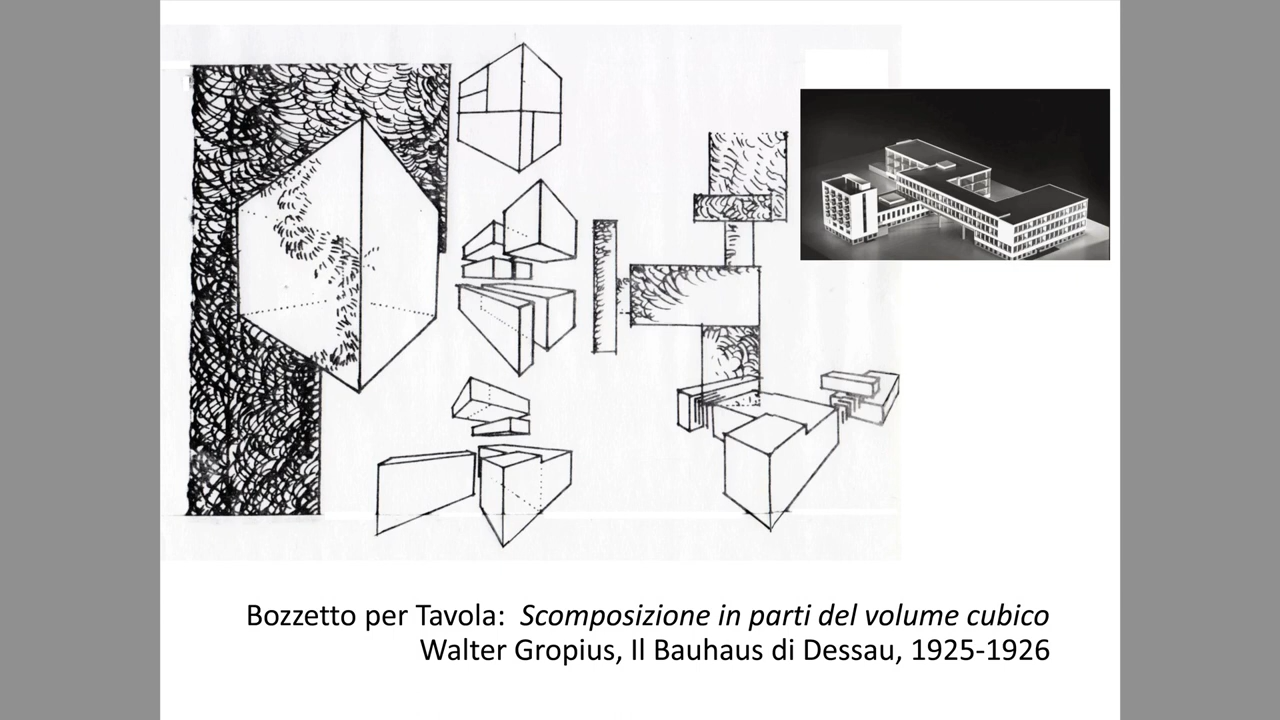 Bozzetto per Tavola: Scomposizione in parti del volume cubico
Walter Gropius, Il Bauhaus di Dessau, 1925-1926